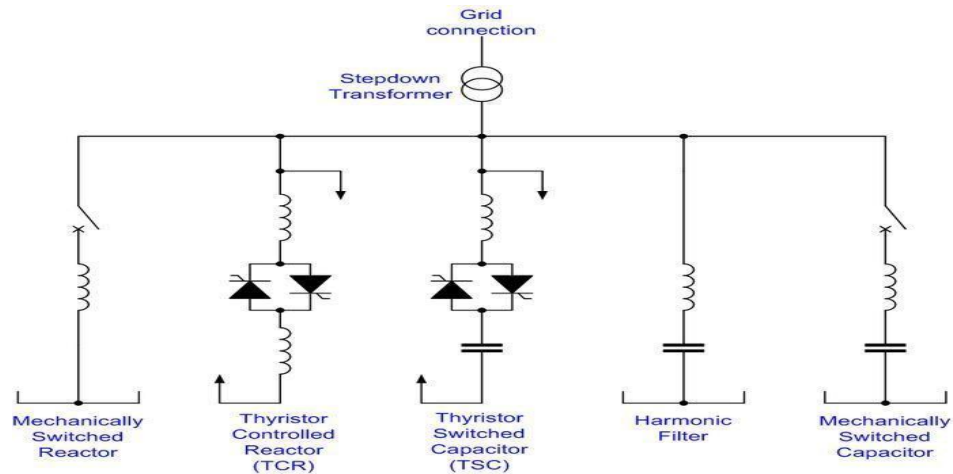 Grid
connection
Stepdown
Transformer
Mechanically
Switched
Reactor
Thyristor
Controlled
Reactor
(TCR)
Thyristor
Switched
Capacitor
(TSC)
Harmonic
Filter
Mechanically
Switched
Capacitor